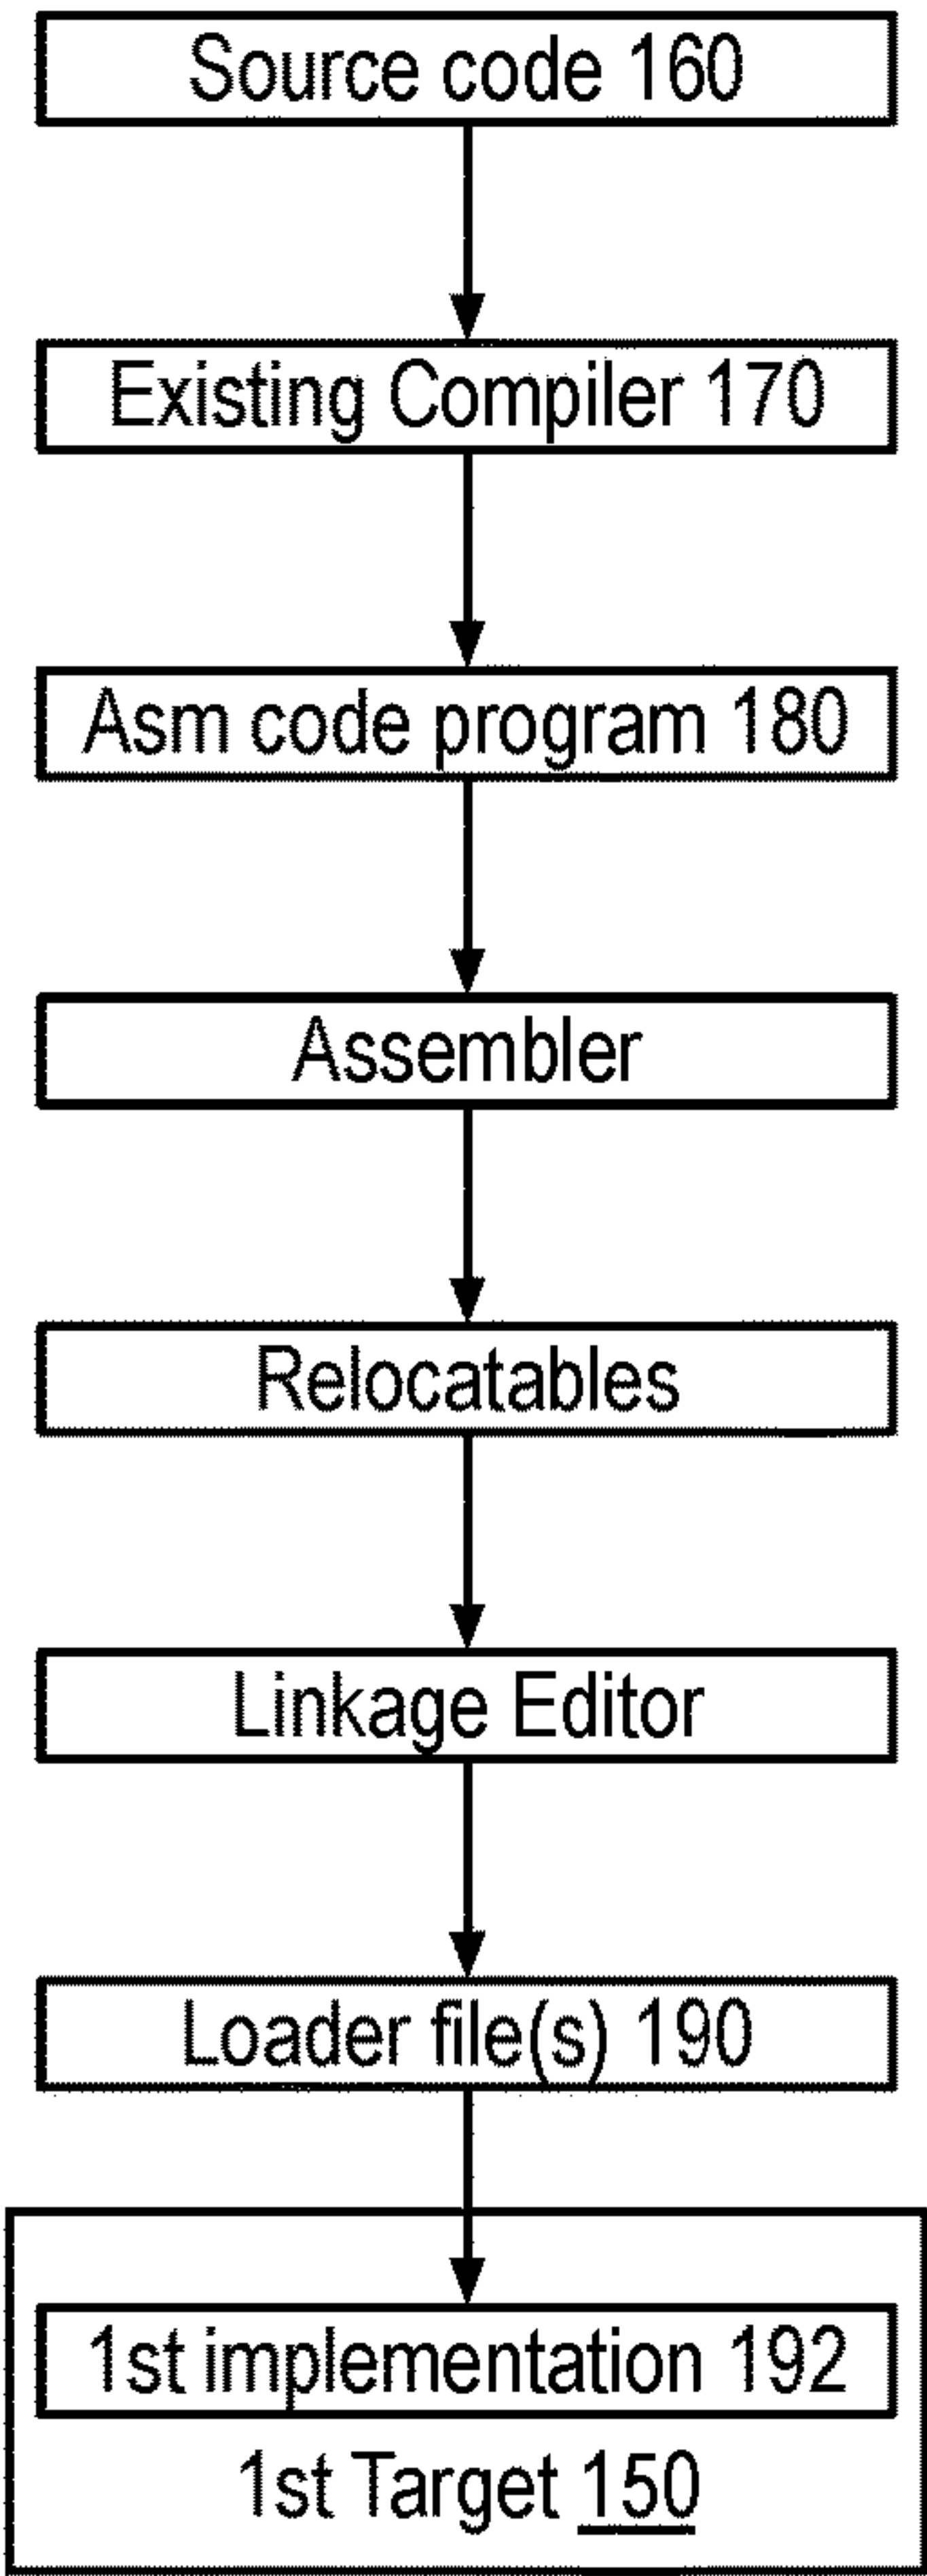 Source code 160
Existing Compiler 170
Asm code program 180
Assembler
Relocatables
Linkage Editor
Loader file(s) 190
1st implementation 192
1st Target 150